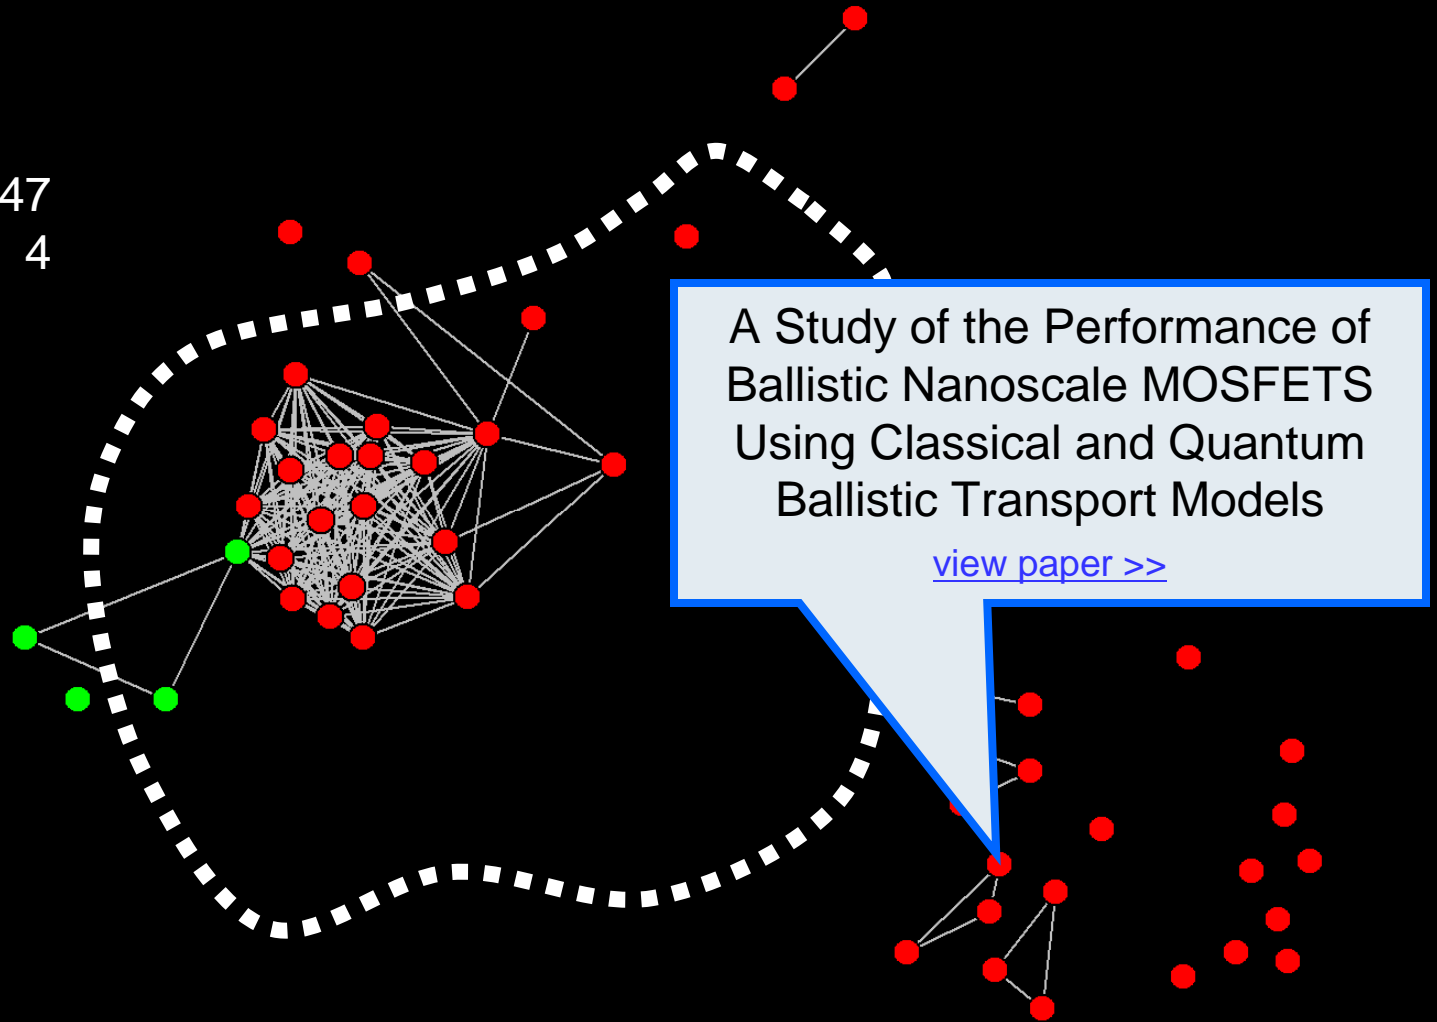 47
4
A Study of the Performance of
Ballistic Nanoscale MOSFETS
Using Classical and Quantum
Ballistic Transport Models
view paper >>